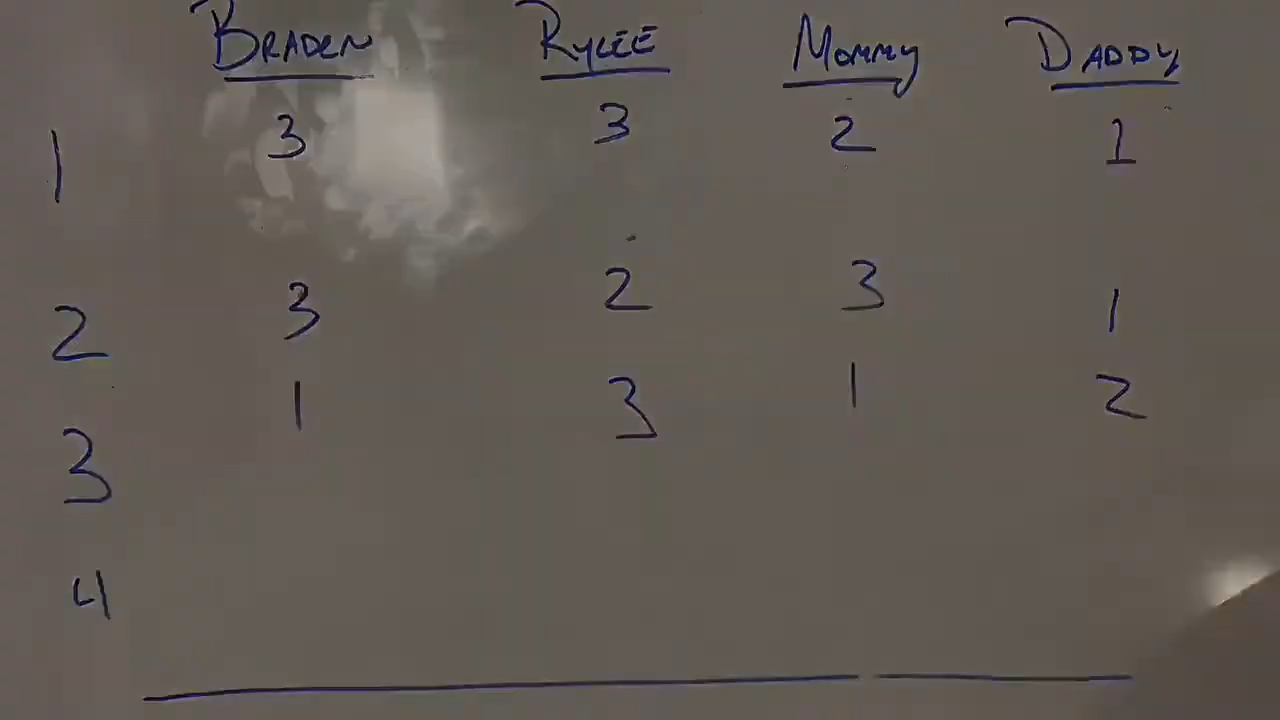 BRADEN RYLEE MOMMY DADDY
1 3 3 2 1
2 3 2 3 1
3 1 3 1 2
4